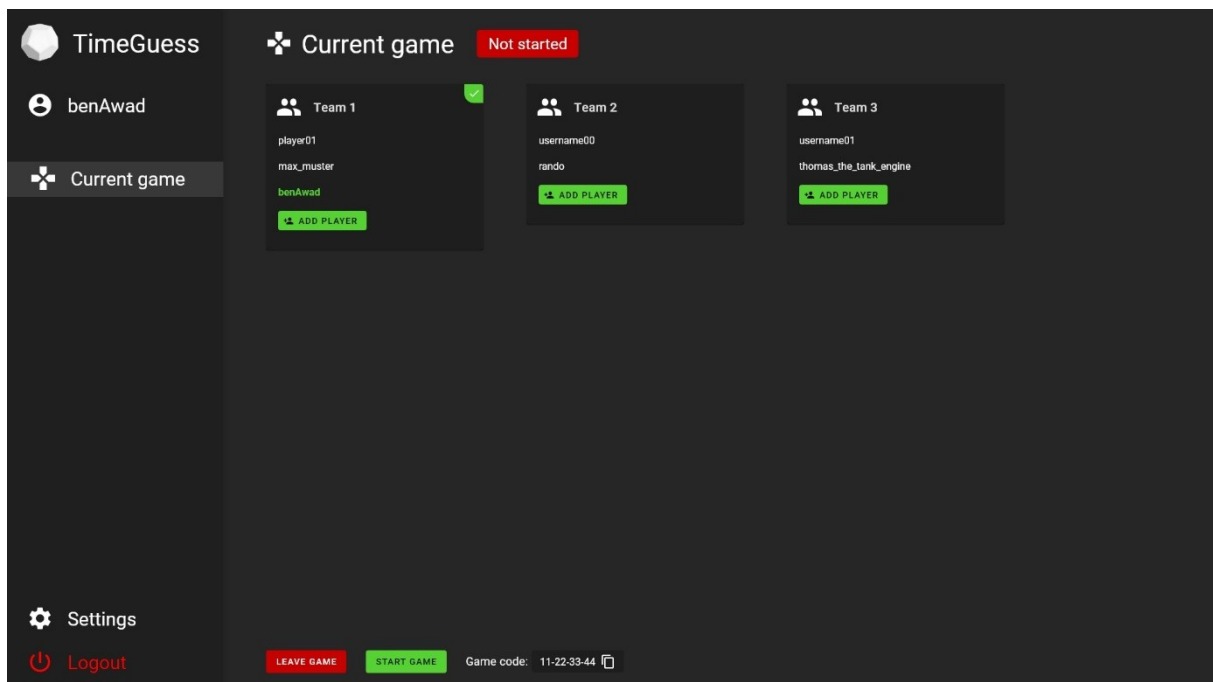 TimeGuess
benAwad
Current game
Settings
Logout
Current game
Not started
Team 1
player01
max_muster
benAwad
ADD PLAYER
Team 2
username00
rando
ADD PLAYER
Team 3
username01
thomas_the_tank_engine
ADD PLAYER
LEAVE GAME
START GAME
Game code: 11-22-33-44